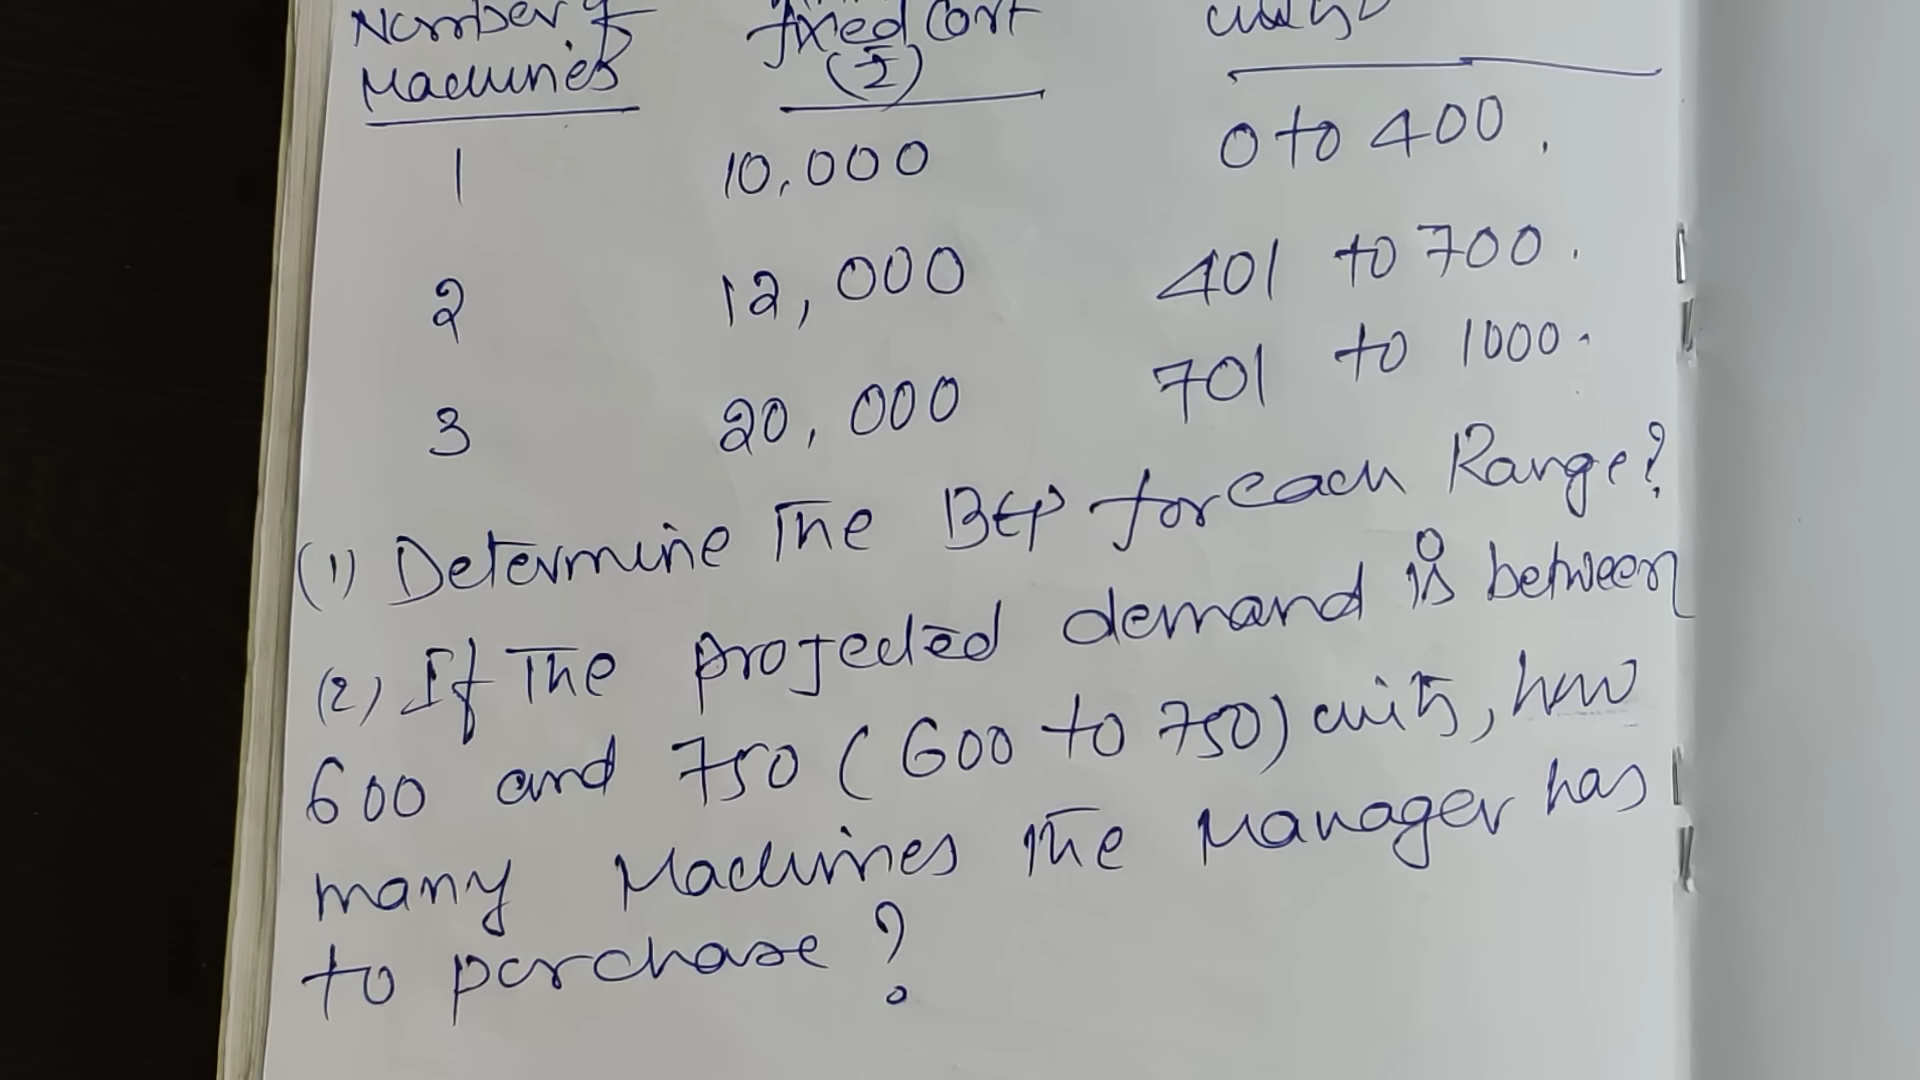 Number of fixed Cost
Machines (₹)
1 10,000 0 to 400.
2 12,000 401 to 700.
3 20,000 701 to 1000.
(1) Determine The BEP for each Range?
(2) If The projected demand is between
600 and 750 (600 to 750) units, how
many Machines the Manager has
to purchase?